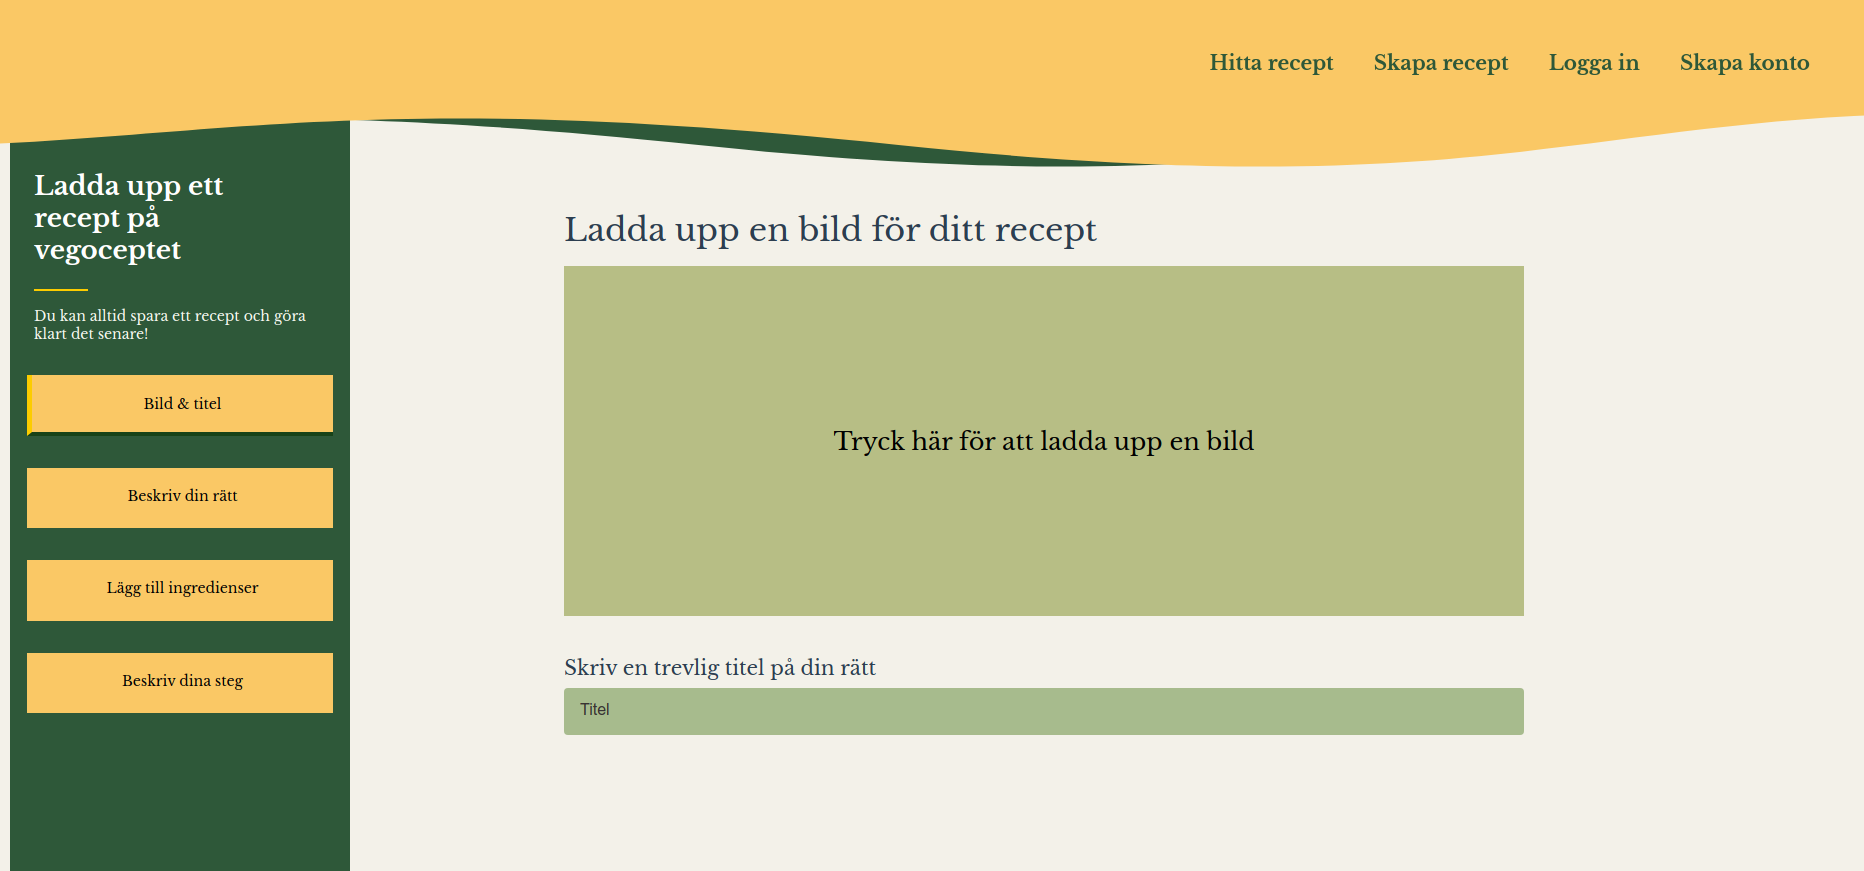 Hitta recept
Skapa recept
Logga in
Skapa konto
Ladda upp ett
recept på
vegoceptet
Du kan alltid spara ett recept och göra
klart det senare!
Bild & titel
Beskriv din rätt
Lägg till ingredienser
Beskriv dina steg
Ladda upp en bild för ditt recept
Tryck här för att ladda upp en bild
Skriv en trevlig titel på din rätt
Titel